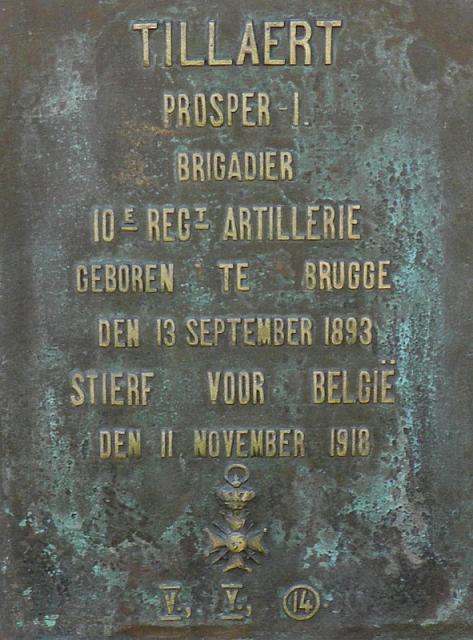 TILLAERT
PROSPER - I.
BRIGADIER
10E REGT ARTILLERIE
GEBOREN TE BRUGGE
DEN 13 SEPTEMBER 1893
STIERF VOOR BELGIË
DEN 11 NOVEMBER 1918
V, Y, 14